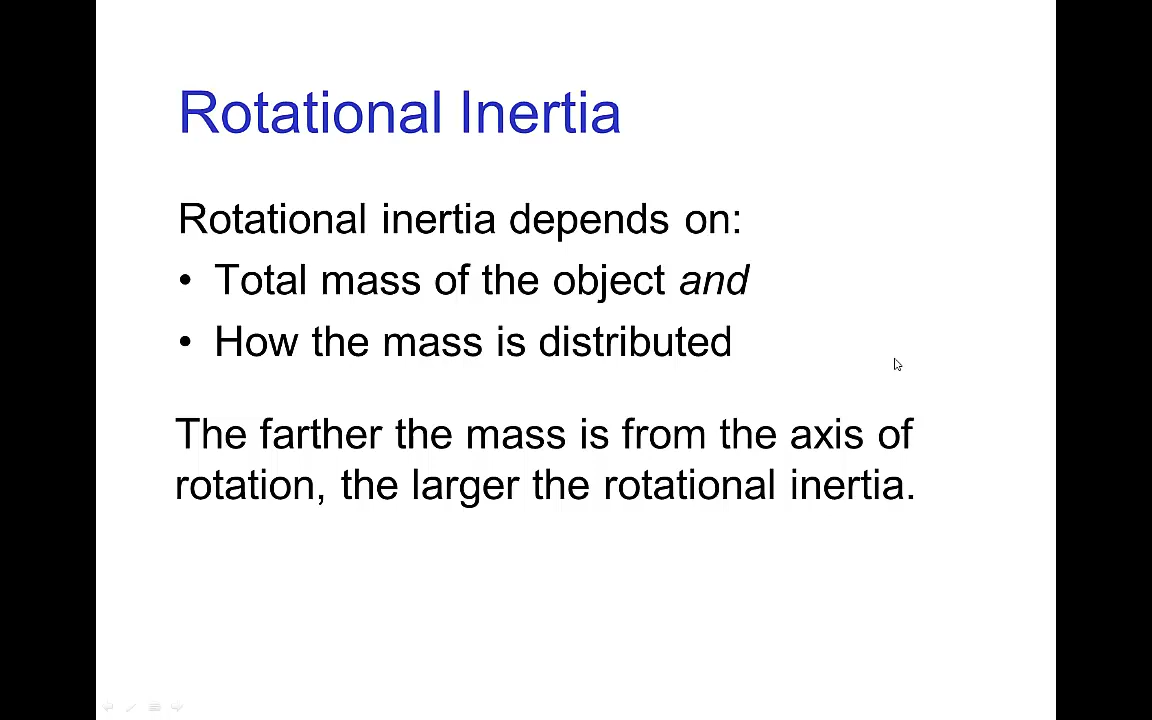 Rotational Inertia
Rotational inertia depends on:
• Total mass of the object and
• How the mass is distributed
The farther the mass is from the axis of
rotation, the larger the rotational inertia.